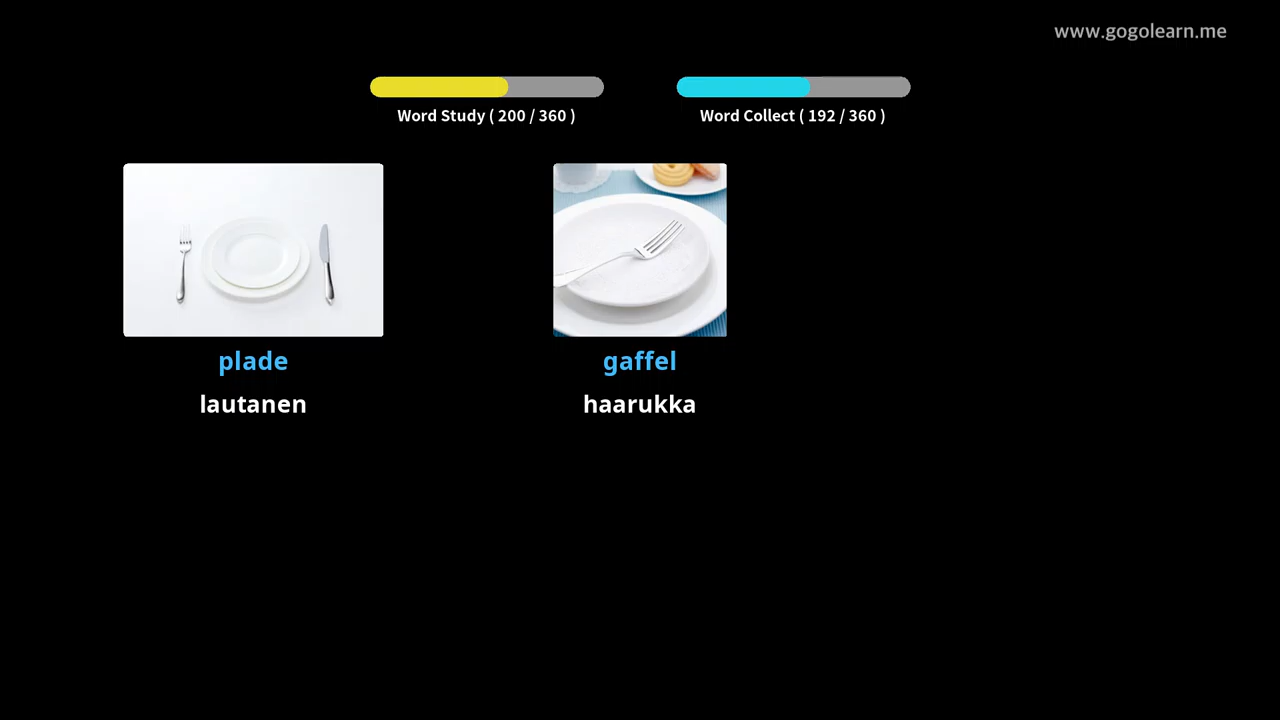 www.gogolearn.me
Word Study ( 200 / 360 )
Word Collect ( 192 / 360 )
plade
gaffel
lautanen
haarukka